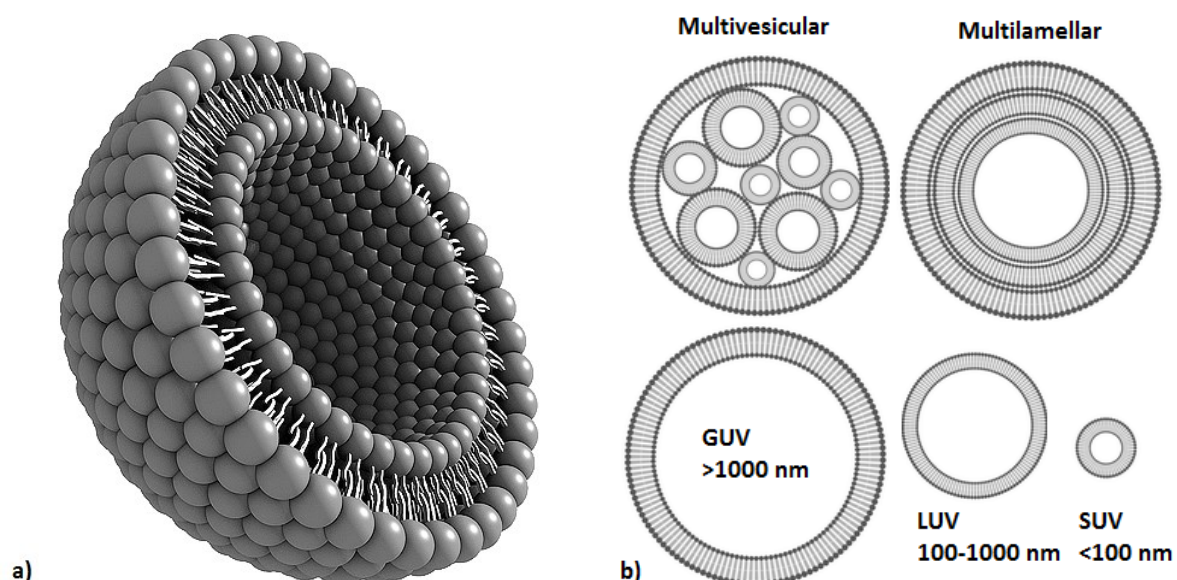 Multivesicular
Multilamellar
GUV
>1000 nm
LUV
100-1000 nm
SUV
<100 nm
a)
b)